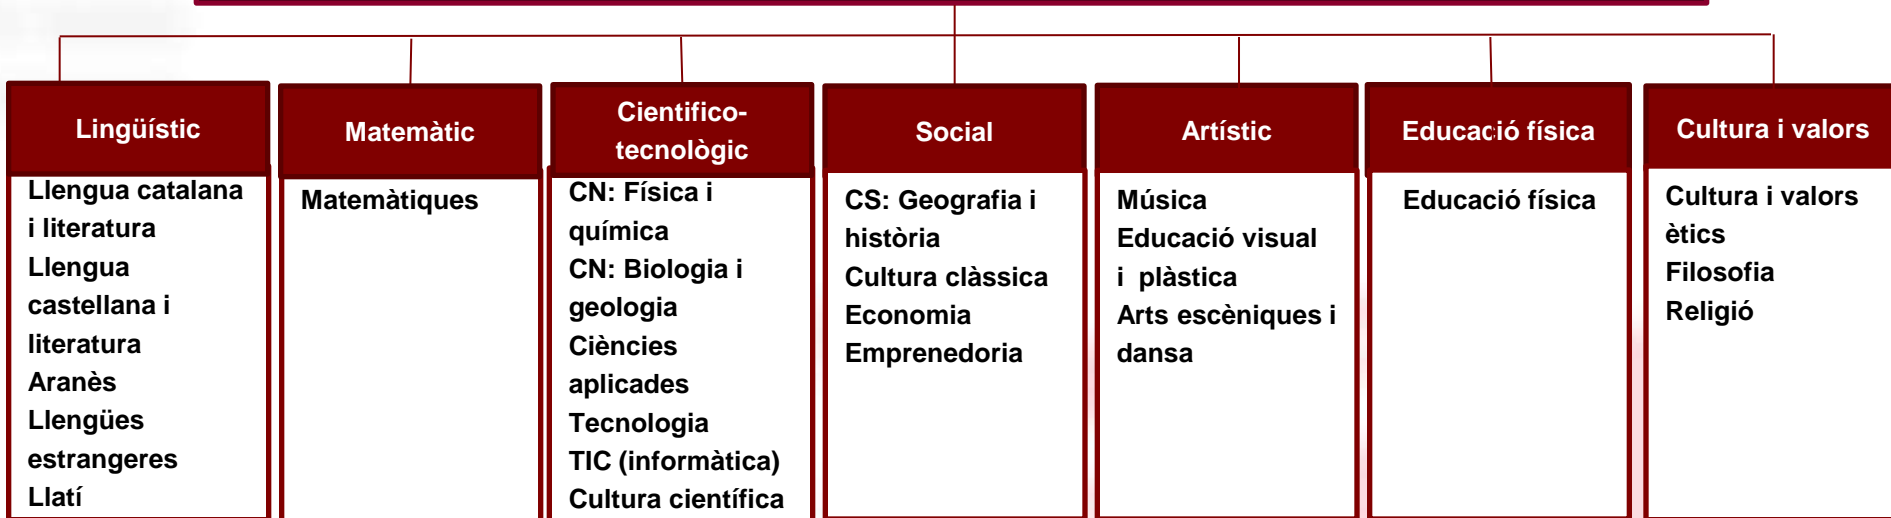 Lingüístic
Llengua catalana
i literatura
Llengua
castellana i
literatura
Aranès
Llengües
estrangeres
Llatí
Matemàtic
Matemàtiques
Cientifico-
tecnològic
CN: Física i
química
CN: Biologia i
geologia
Ciències
aplicades
Tecnologia
TIC (informàtica)
Cultura científica
Social
CS: Geografia i
història
Cultura clàssica
Economia
Emprenedoria
Artístic
Música
Educació visual
i plàstica
Arts escèniques i
dansa
Educació física
Educació física
Cultura i valors
Cultura i valors
ètics
Filosofia
Religió